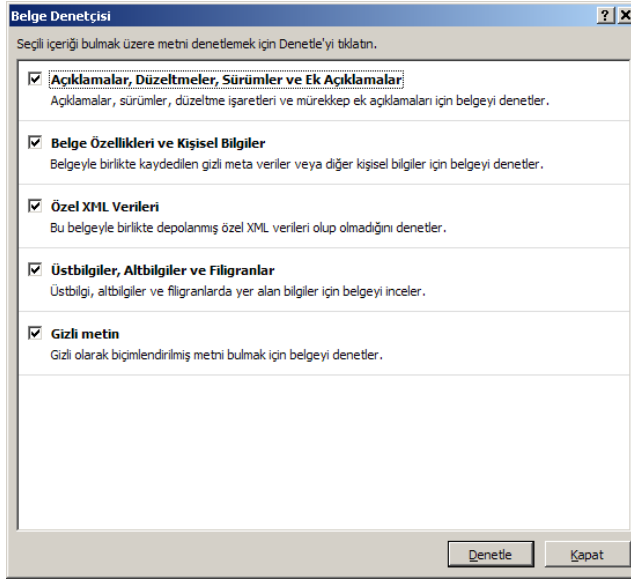 Belge Denetçisi
Seçili içeriği bulmak üzere metni denetlemek için Denetle'yi tıklatın.
Açıklamalar, Düzeltmeler, Sürümler ve Ek Açıklamalar
Açıklamalar, sürümler, düzeltme işaretleri ve mürekkep ek açıklamaları için belgeyi denetler.
Belge Özellikleri ve Kişisel Bilgiler
Belgeyle birlikte kaydedilen gizli meta veriler veya diğer kişisel bilgiler için belgeyi denetler.
Özel XML Verileri
Bu belgeyle birlikte depolanmış özel XML verileri olup olmadığını denetler.
Üstbilgiler, Altbilgiler ve Filigranlar
Üstbilgi, altbilgiler ve filigranlarda yer alan bilgiler için belgeyi inceler.
Gizli metin
Gizli olarak biçimlendirilmiş metni bulmak için belgeyi denetler.
Denetle Kapat